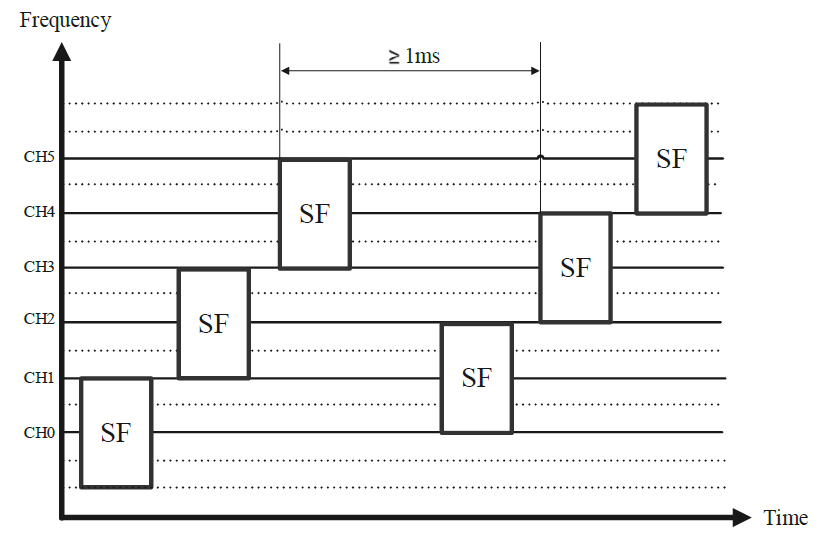 Frequency
≥ 1ms
CH5
SF
CH4
SF
CH3
SF
CH2
SF
CH1
SF
CH0
SF
Time